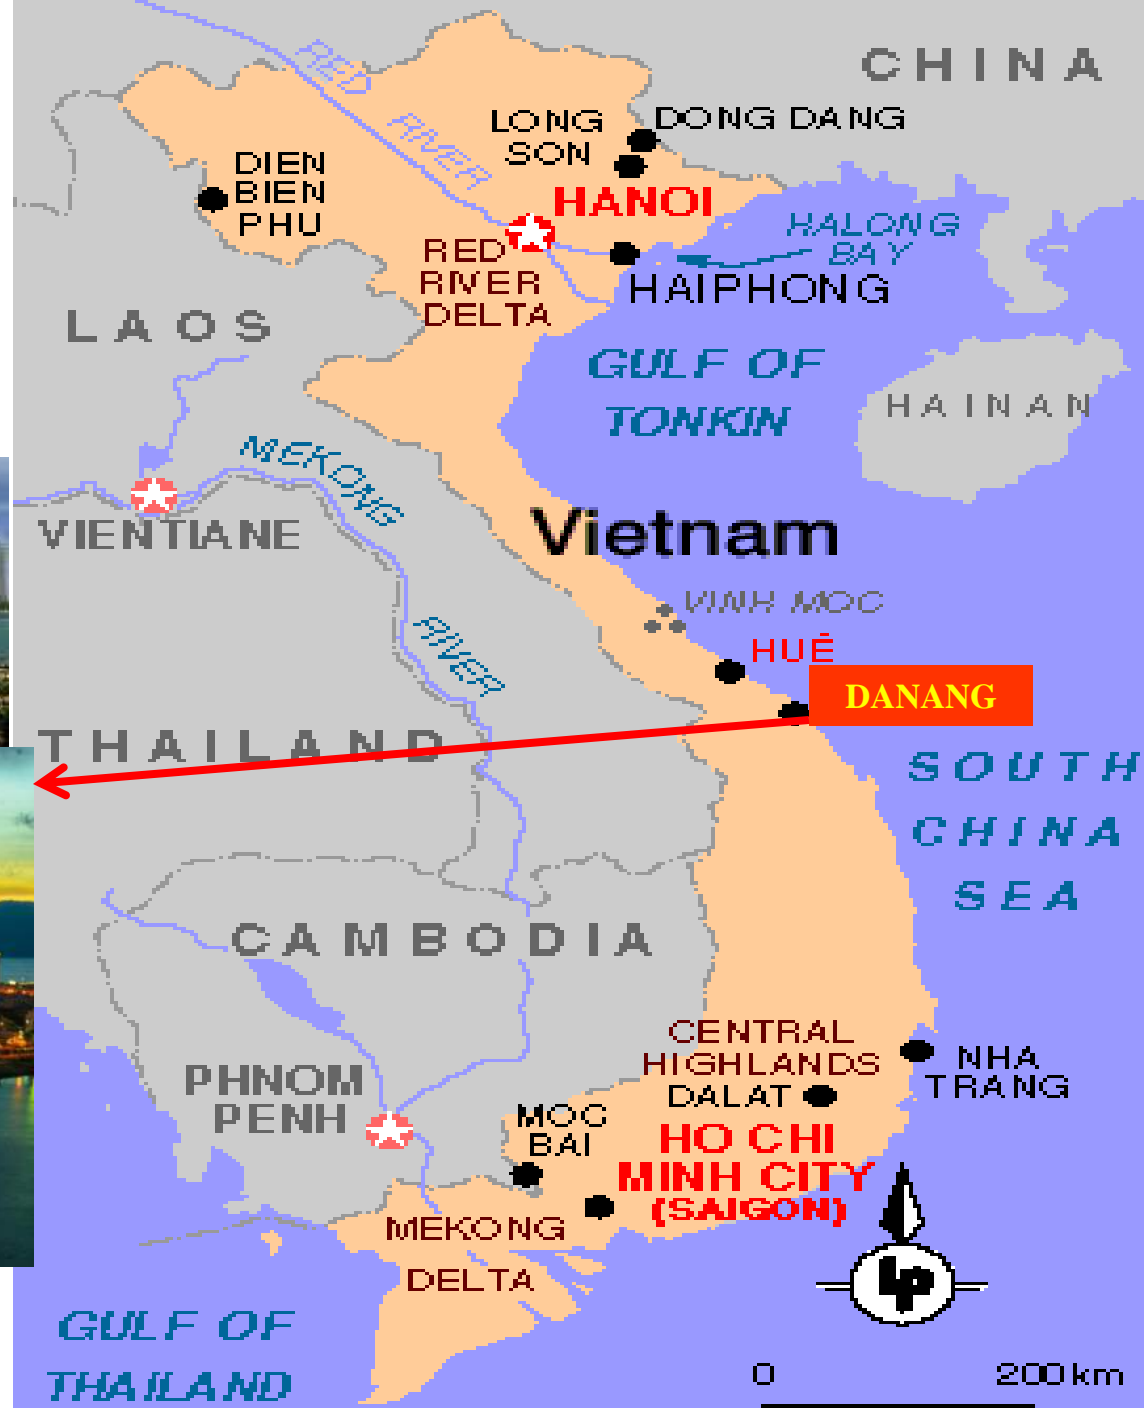 CHINA
RED
RIVER
LONG
SON
DONG DANG
DIEN
BIEN
PHU
HANOI
HALONG
BAY
RED
RIVER
DELTA
HAIPHONG
LAOS
GULF OF
TONKIN
HAINAN
MEKONG
RIVER
VIENTIANE
Vietnam
VINH MOC
HUÉ
DANANG
THAILAND
SOUTH
CHINA
SEA
CAMBODIA
CENTRAL
HIGHLANDS
DALAT
NHA
TRANG
PHNOM
PENH
MOC
BAI
HO CHI
MINH CITY
(SAIGON)
MEKONG
DELTA
LP
GULF OF
THAILAND
0 200 km